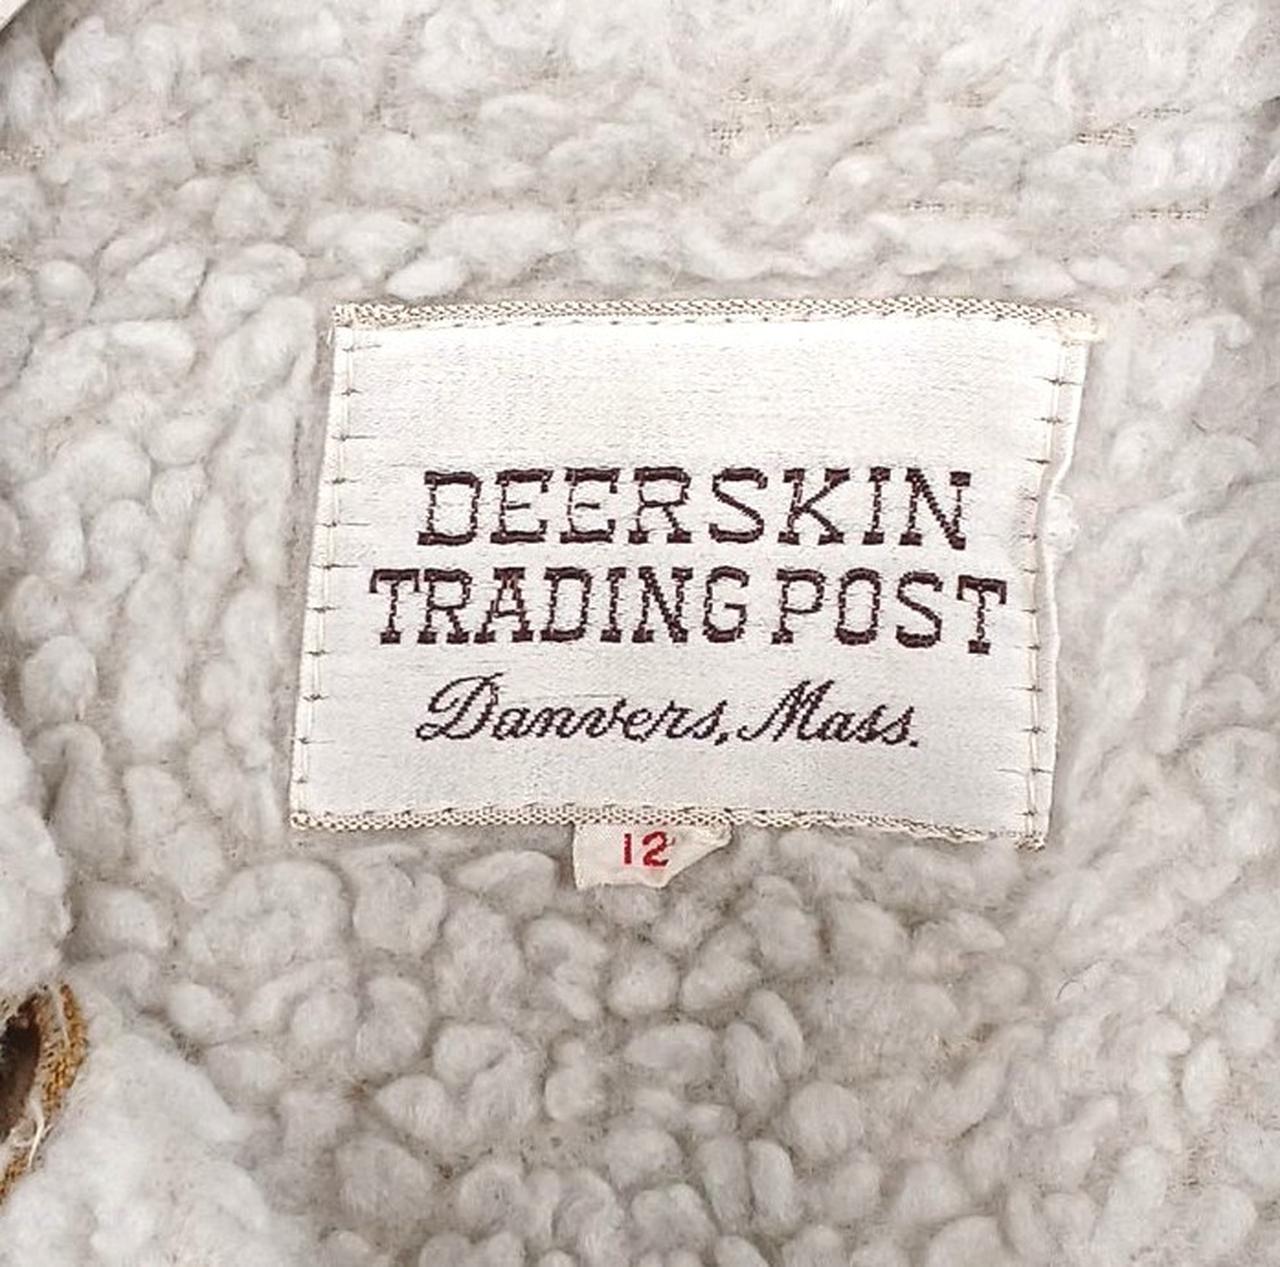 DEERSKIN
TRADING POST
Danvers, Mass.
12